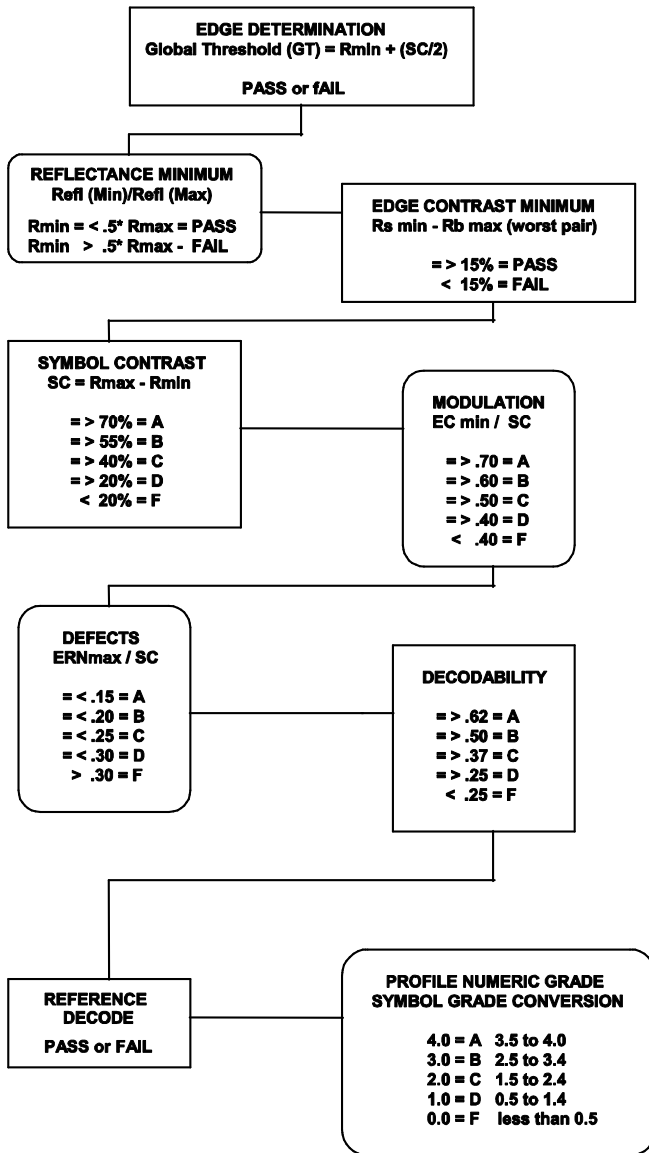 EDGE DETERMINATION
Global Threshold (GT) = Rmin + (SC/2)
PASS or fAIL
REFLECTANCE MINIMUM
Refl (Min)/Refl (Max)
Rmin = < .5* Rmax = PASS
Rmin > .5* Rmax - FAIL
EDGE CONTRAST MINIMUM
Rs min - Rb max (worst pair)
= > 15% = PASS
< 15% = FAIL
SYMBOL CONTRAST
SC = Rmax - Rmin
= > 70% = A
= > 55% = B
= > 40% = C
= > 20% = D
< 20% = F
MODULATION
EC min / SC
= > .70 = A
= > .60 = B
= > .50 = C
= > .40 = D
< .40 = F
DEFECTS
ERNmax / SC
= < .15 = A
= < .20 = B
= < .25 = C
= < .30 = D
> .30 = F
DECODABILITY
= > .62 = A
= > .50 = B
= > .37 = C
= > .25 = D
< .25 = F
REFERENCE
DECODE
PASS or FAIL
PROFILE NUMERIC GRADE
SYMBOL GRADE CONVERSION
4.0 = A 3.5 to 4.0
3.0 = B 2.5 to 3.4
2.0 = C 1.5 to 2.4
1.0 = D 0.5 to 1.4
0.0 = F less than 0.5